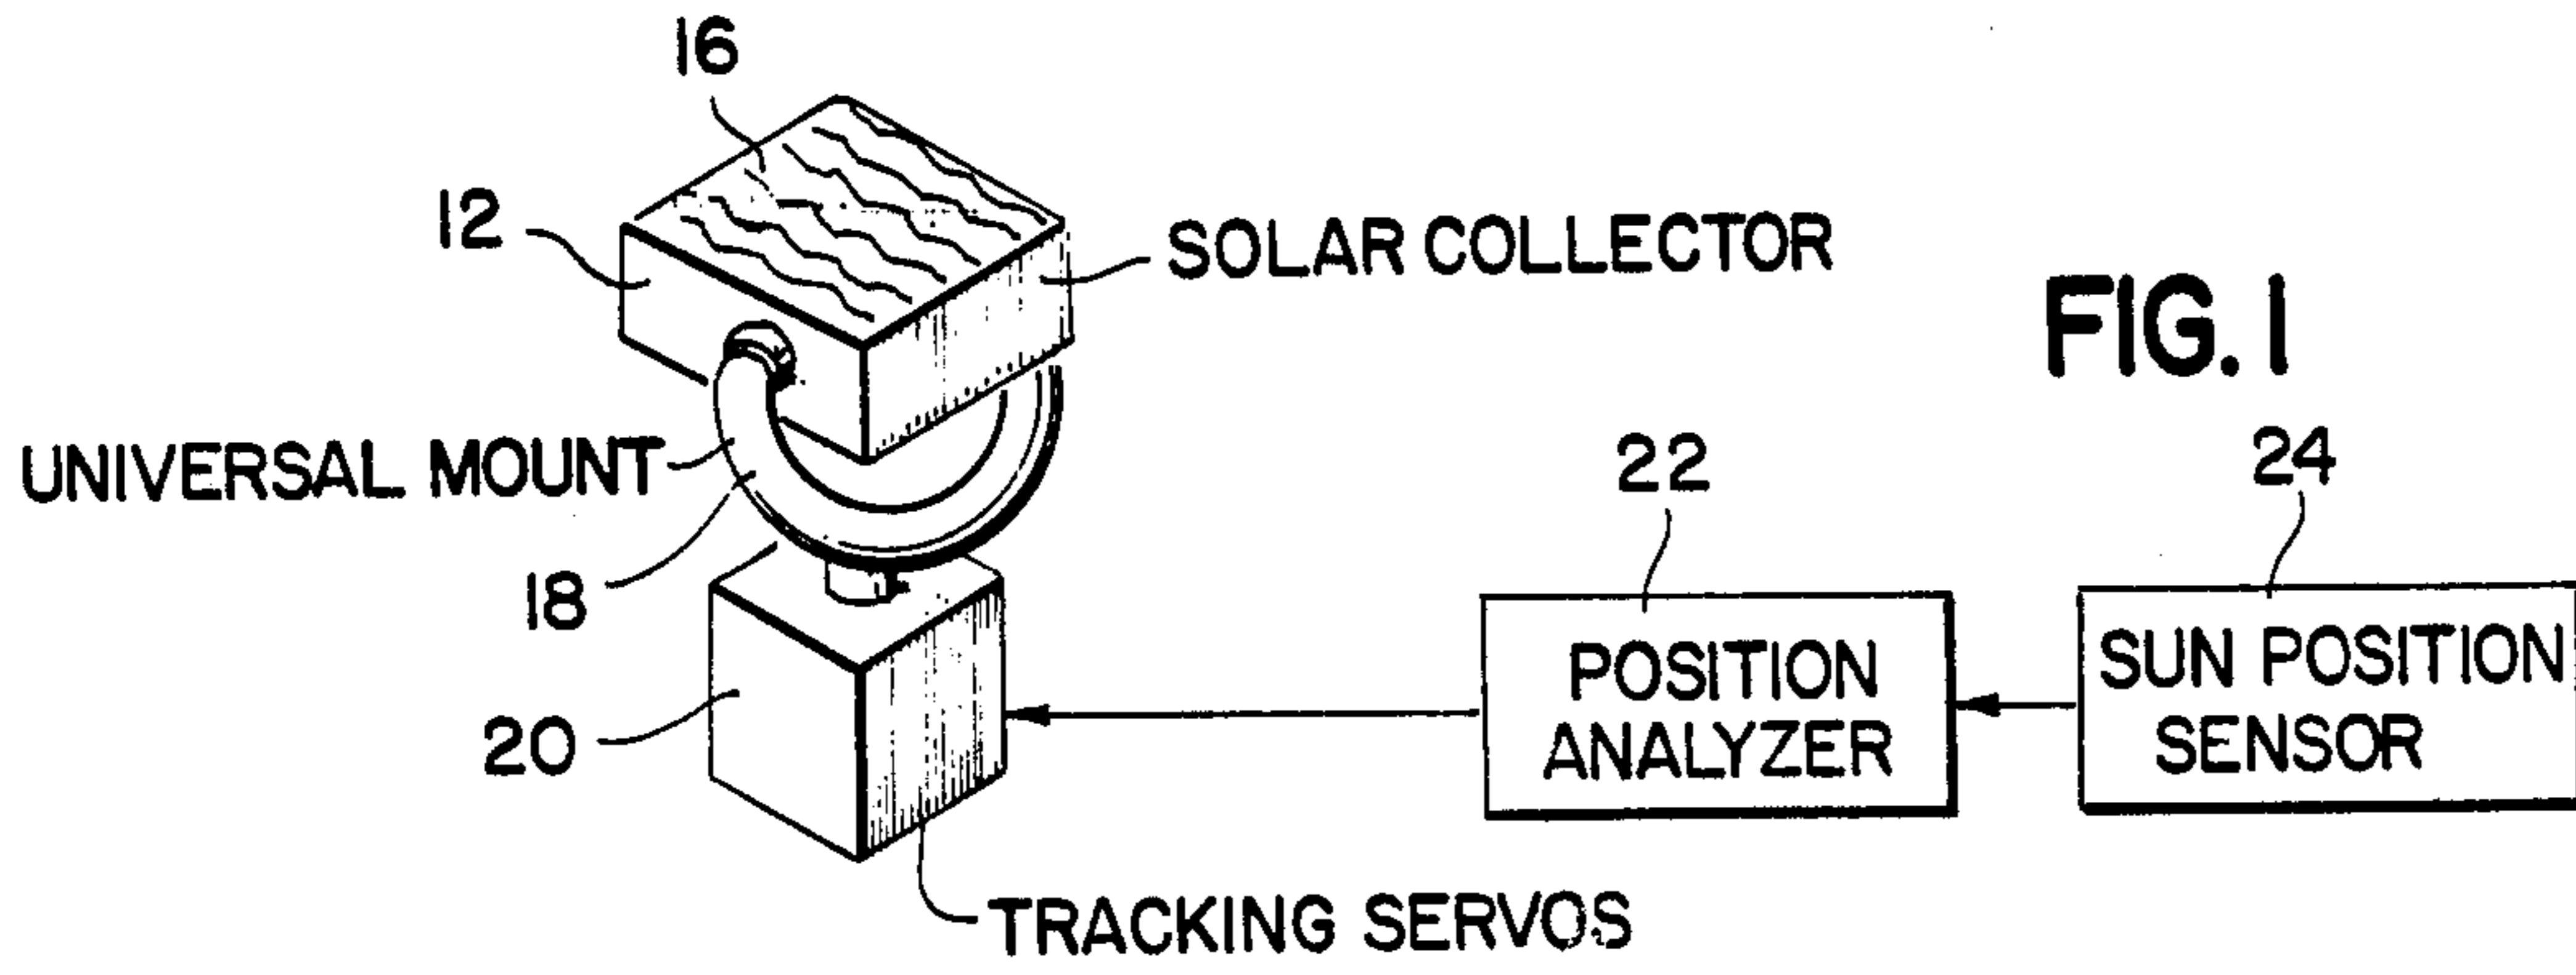 16
12
SOLAR COLLECTOR
FIG. 1
UNIVERSAL MOUNT
18
22
24
POSITION
ANALYZER
SUN POSITION
SENSOR
20
TRACKING SERVOS